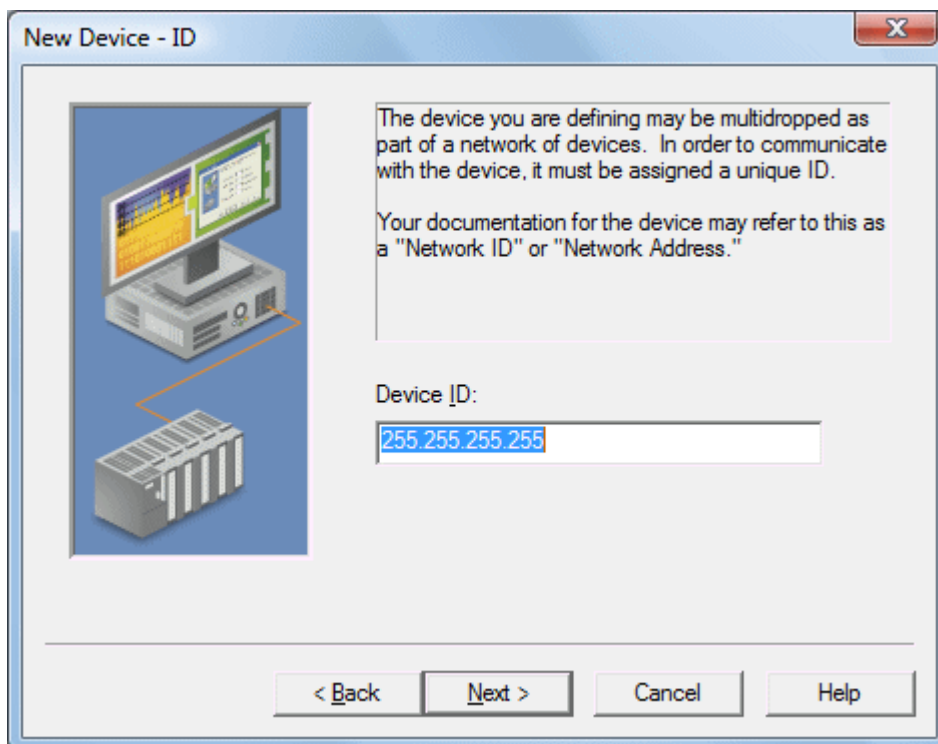 New Device - ID
The device you are defining may be multidropped as
part of a network of devices.  In order to communicate
with the device, it must be assigned a unique ID.
Your documentation for the device may refer to this as
a "Network ID" or "Network Address."
Device ID:
255.255.255.255
< Back
Next >
Cancel
Help